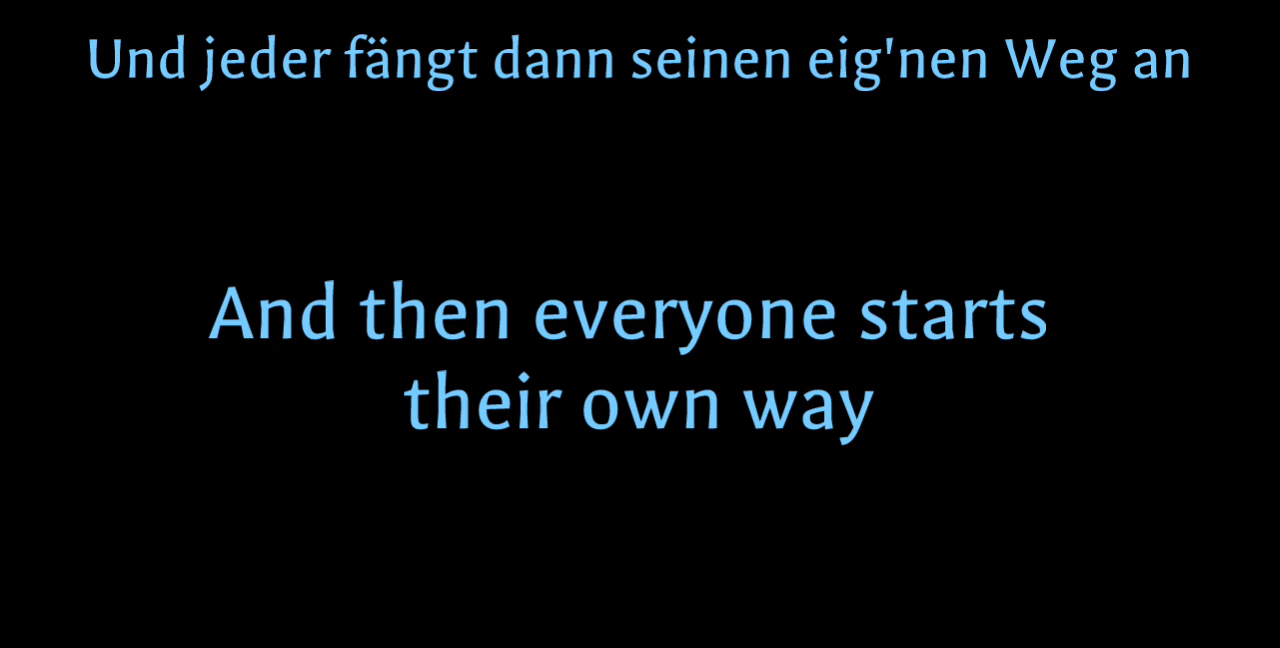 Und jeder fängt dann seinen eig'nen Weg an
And then everyone starts
their own way